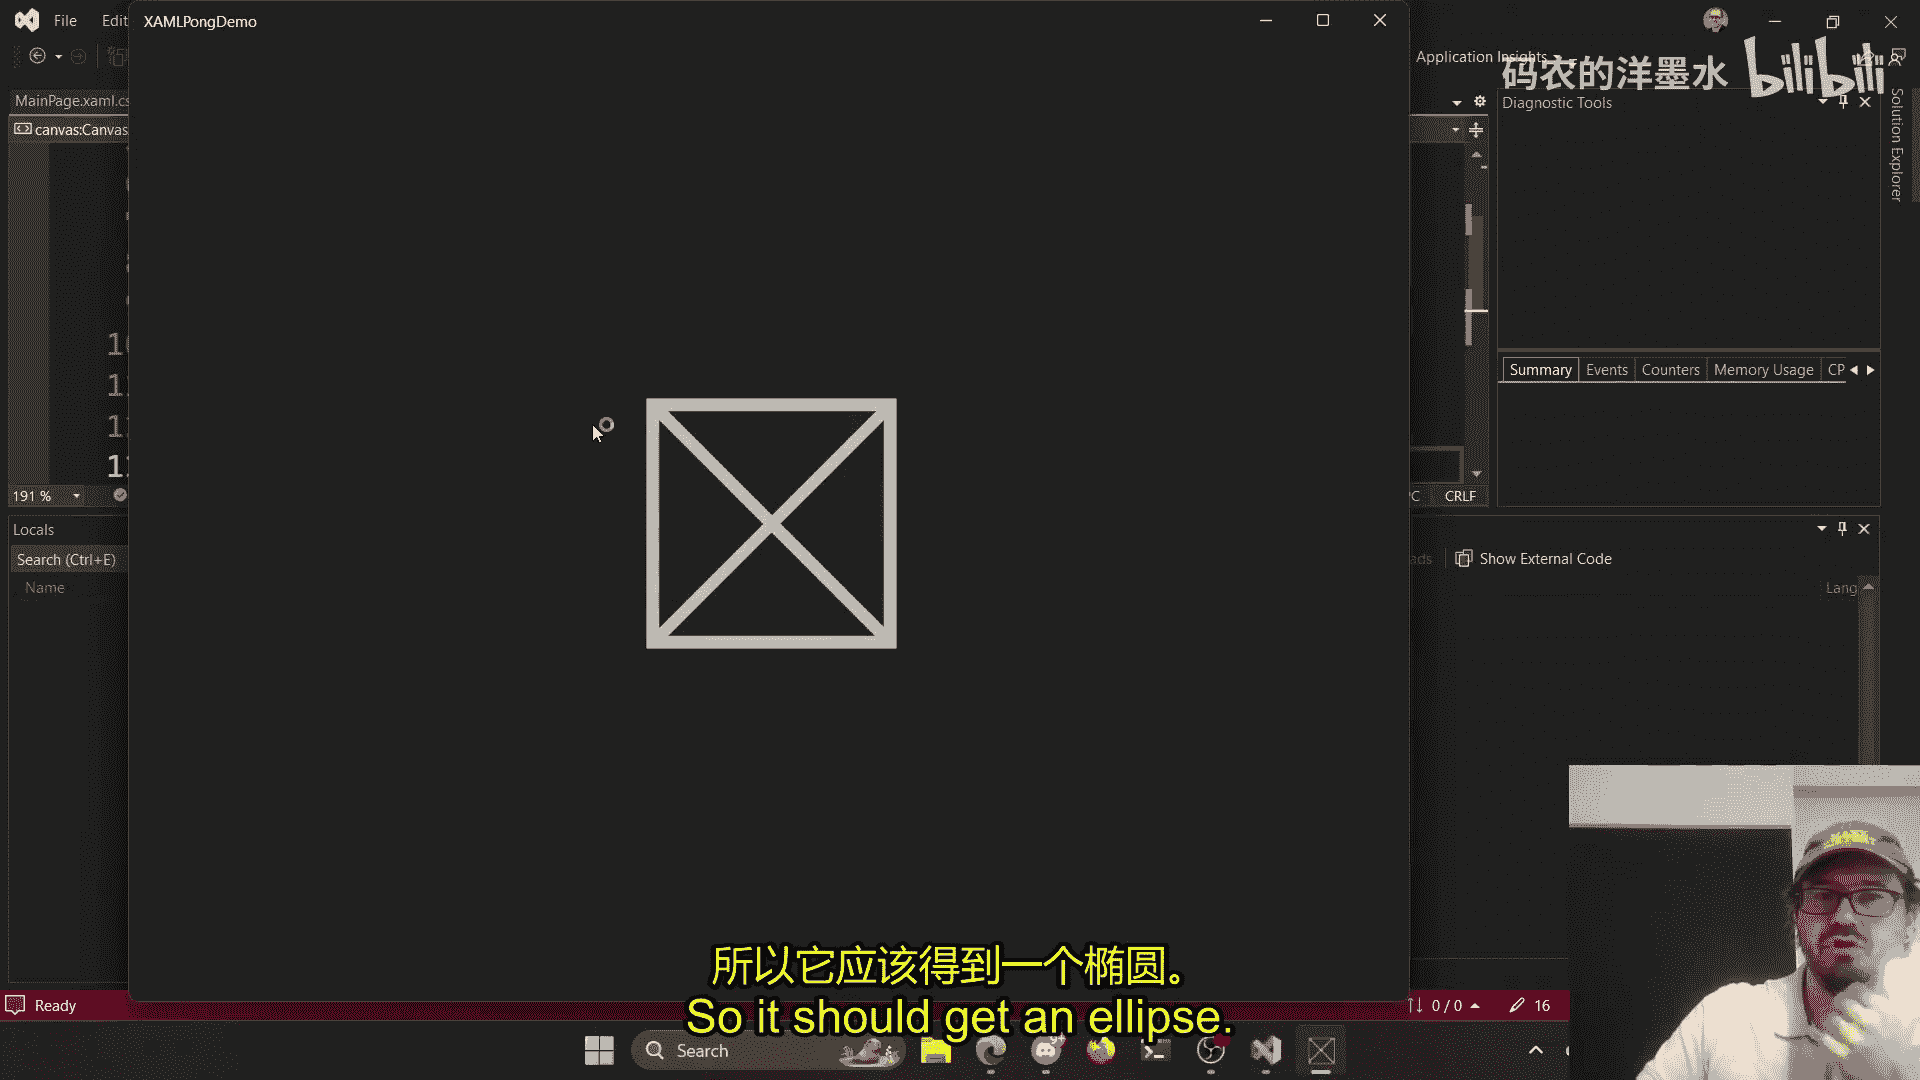 File
Edit
XAMLPongDemo
Application Insights
码农的洋墨水
bilibili
MainPage.xaml.cs
canvas:Canvas
Diagnostic Tools
Solution Explorer
Summary
Events
Counters
Memory Usage
CP
191 %
CRLF
Locals
Search (Ctrl+E)
Name
Show External Code
Lang
所以它应该得到一个椭圆。
So it should get an ellipse.
Ready
0 / 0
16
Search